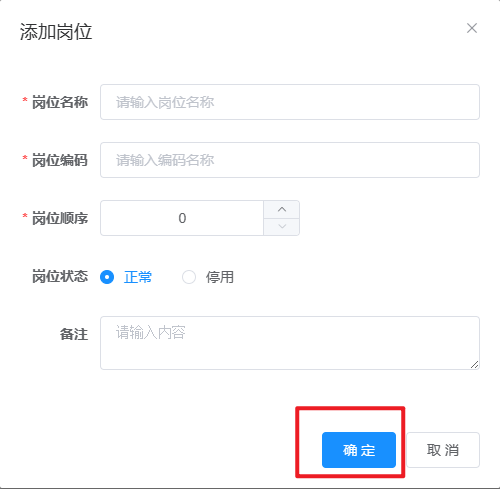 添加岗位
* 岗位名称 请输入岗位名称
* 岗位编码 请输入编码名称
* 岗位顺序 0
岗位状态 正常 停用
备注 请输入内容
确 定 取 消